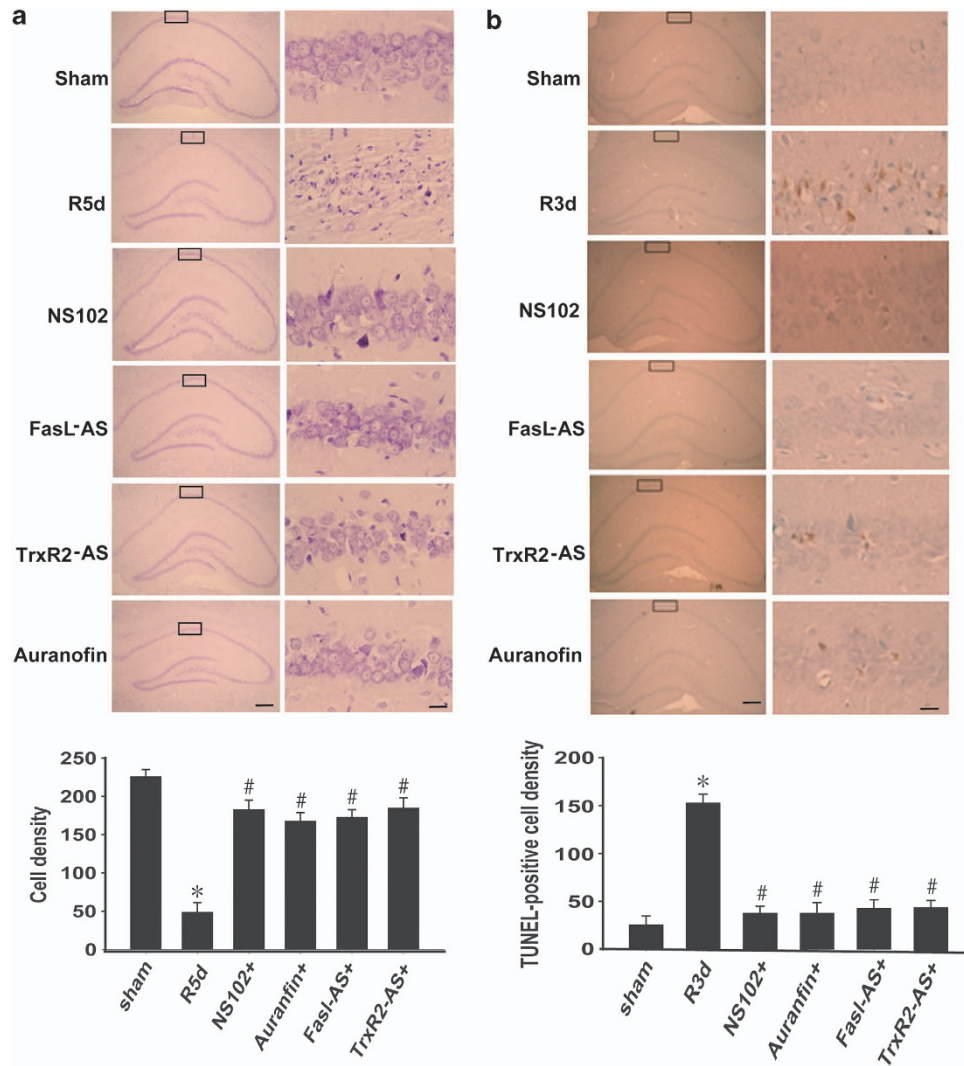 a
Sham
R5d
NS102
FasL-AS
TrxR2-AS
Auranofin
Cell density
250
200
150
100
50
0
*
#
#
#
#
sham
R5d
NS102+
Auranfin+
Fasl-AS+
TrxR2-AS+
b
Sham
R3d
NS102
FasL-AS
TrxR2-AS
Auranofin
TUNEL-positive cell density
200
150
100
50
0
*
#
#
#
#
sham
R3d
NS102+
Auranfin+
Fasl-AS+
TrxR2-AS+